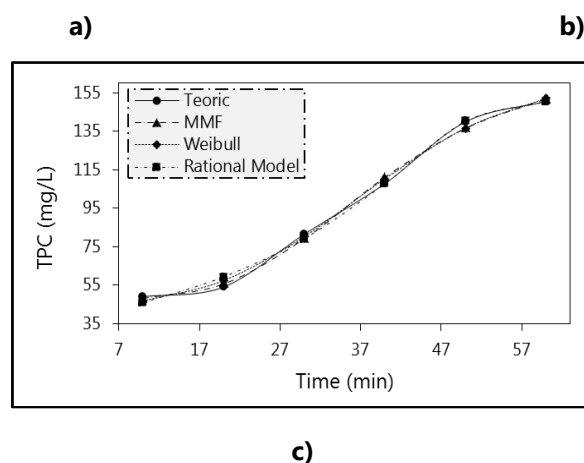 a) b)
155
135
115
95
75
55
35
TPC (mg/L)
Teoric
MMF
Weibull
Rational Model
7 17 27 37 47 57
Time (min)
c)